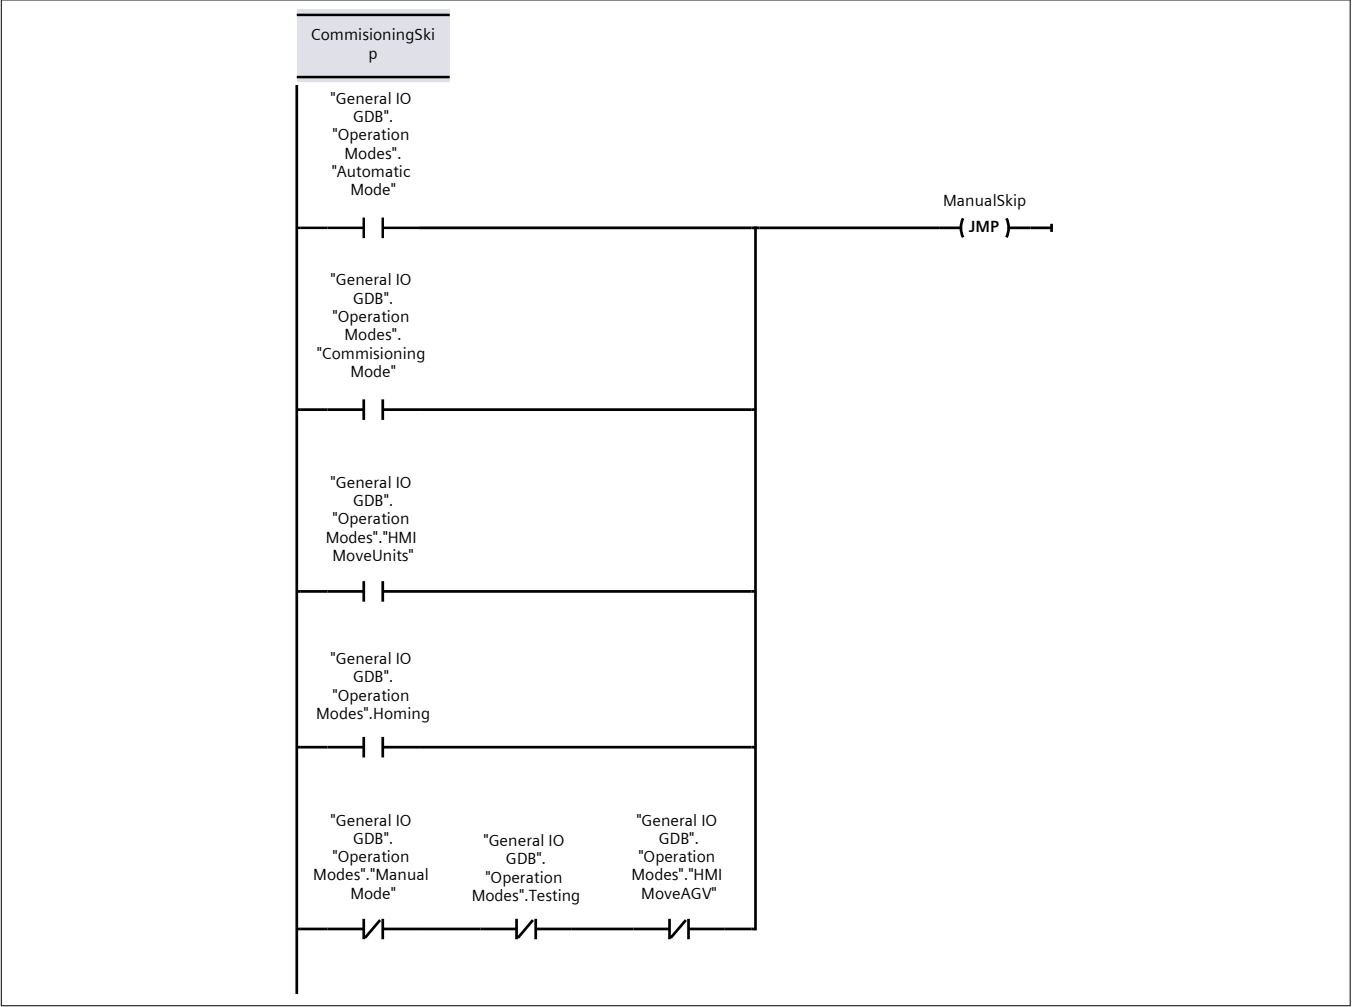 CommisioningSki
p
"General IO
GDB".
"Operation
Modes".
"Automatic
Mode"
ManualSkip
JMP
"General IO
GDB".
"Operation
Modes".
"Commisioning
Mode"
"General IO
GDB".
"Operation
Modes"."HMI
MoveUnits"
"General IO
GDB".
"Operation
Modes".Homing
"General IO
GDB".
"Operation
Modes"."Manual
Mode"
"General IO
GDB".
"Operation
Modes".Testing
"General IO
GDB".
"Operation
Modes"."HMI
MoveAGV"